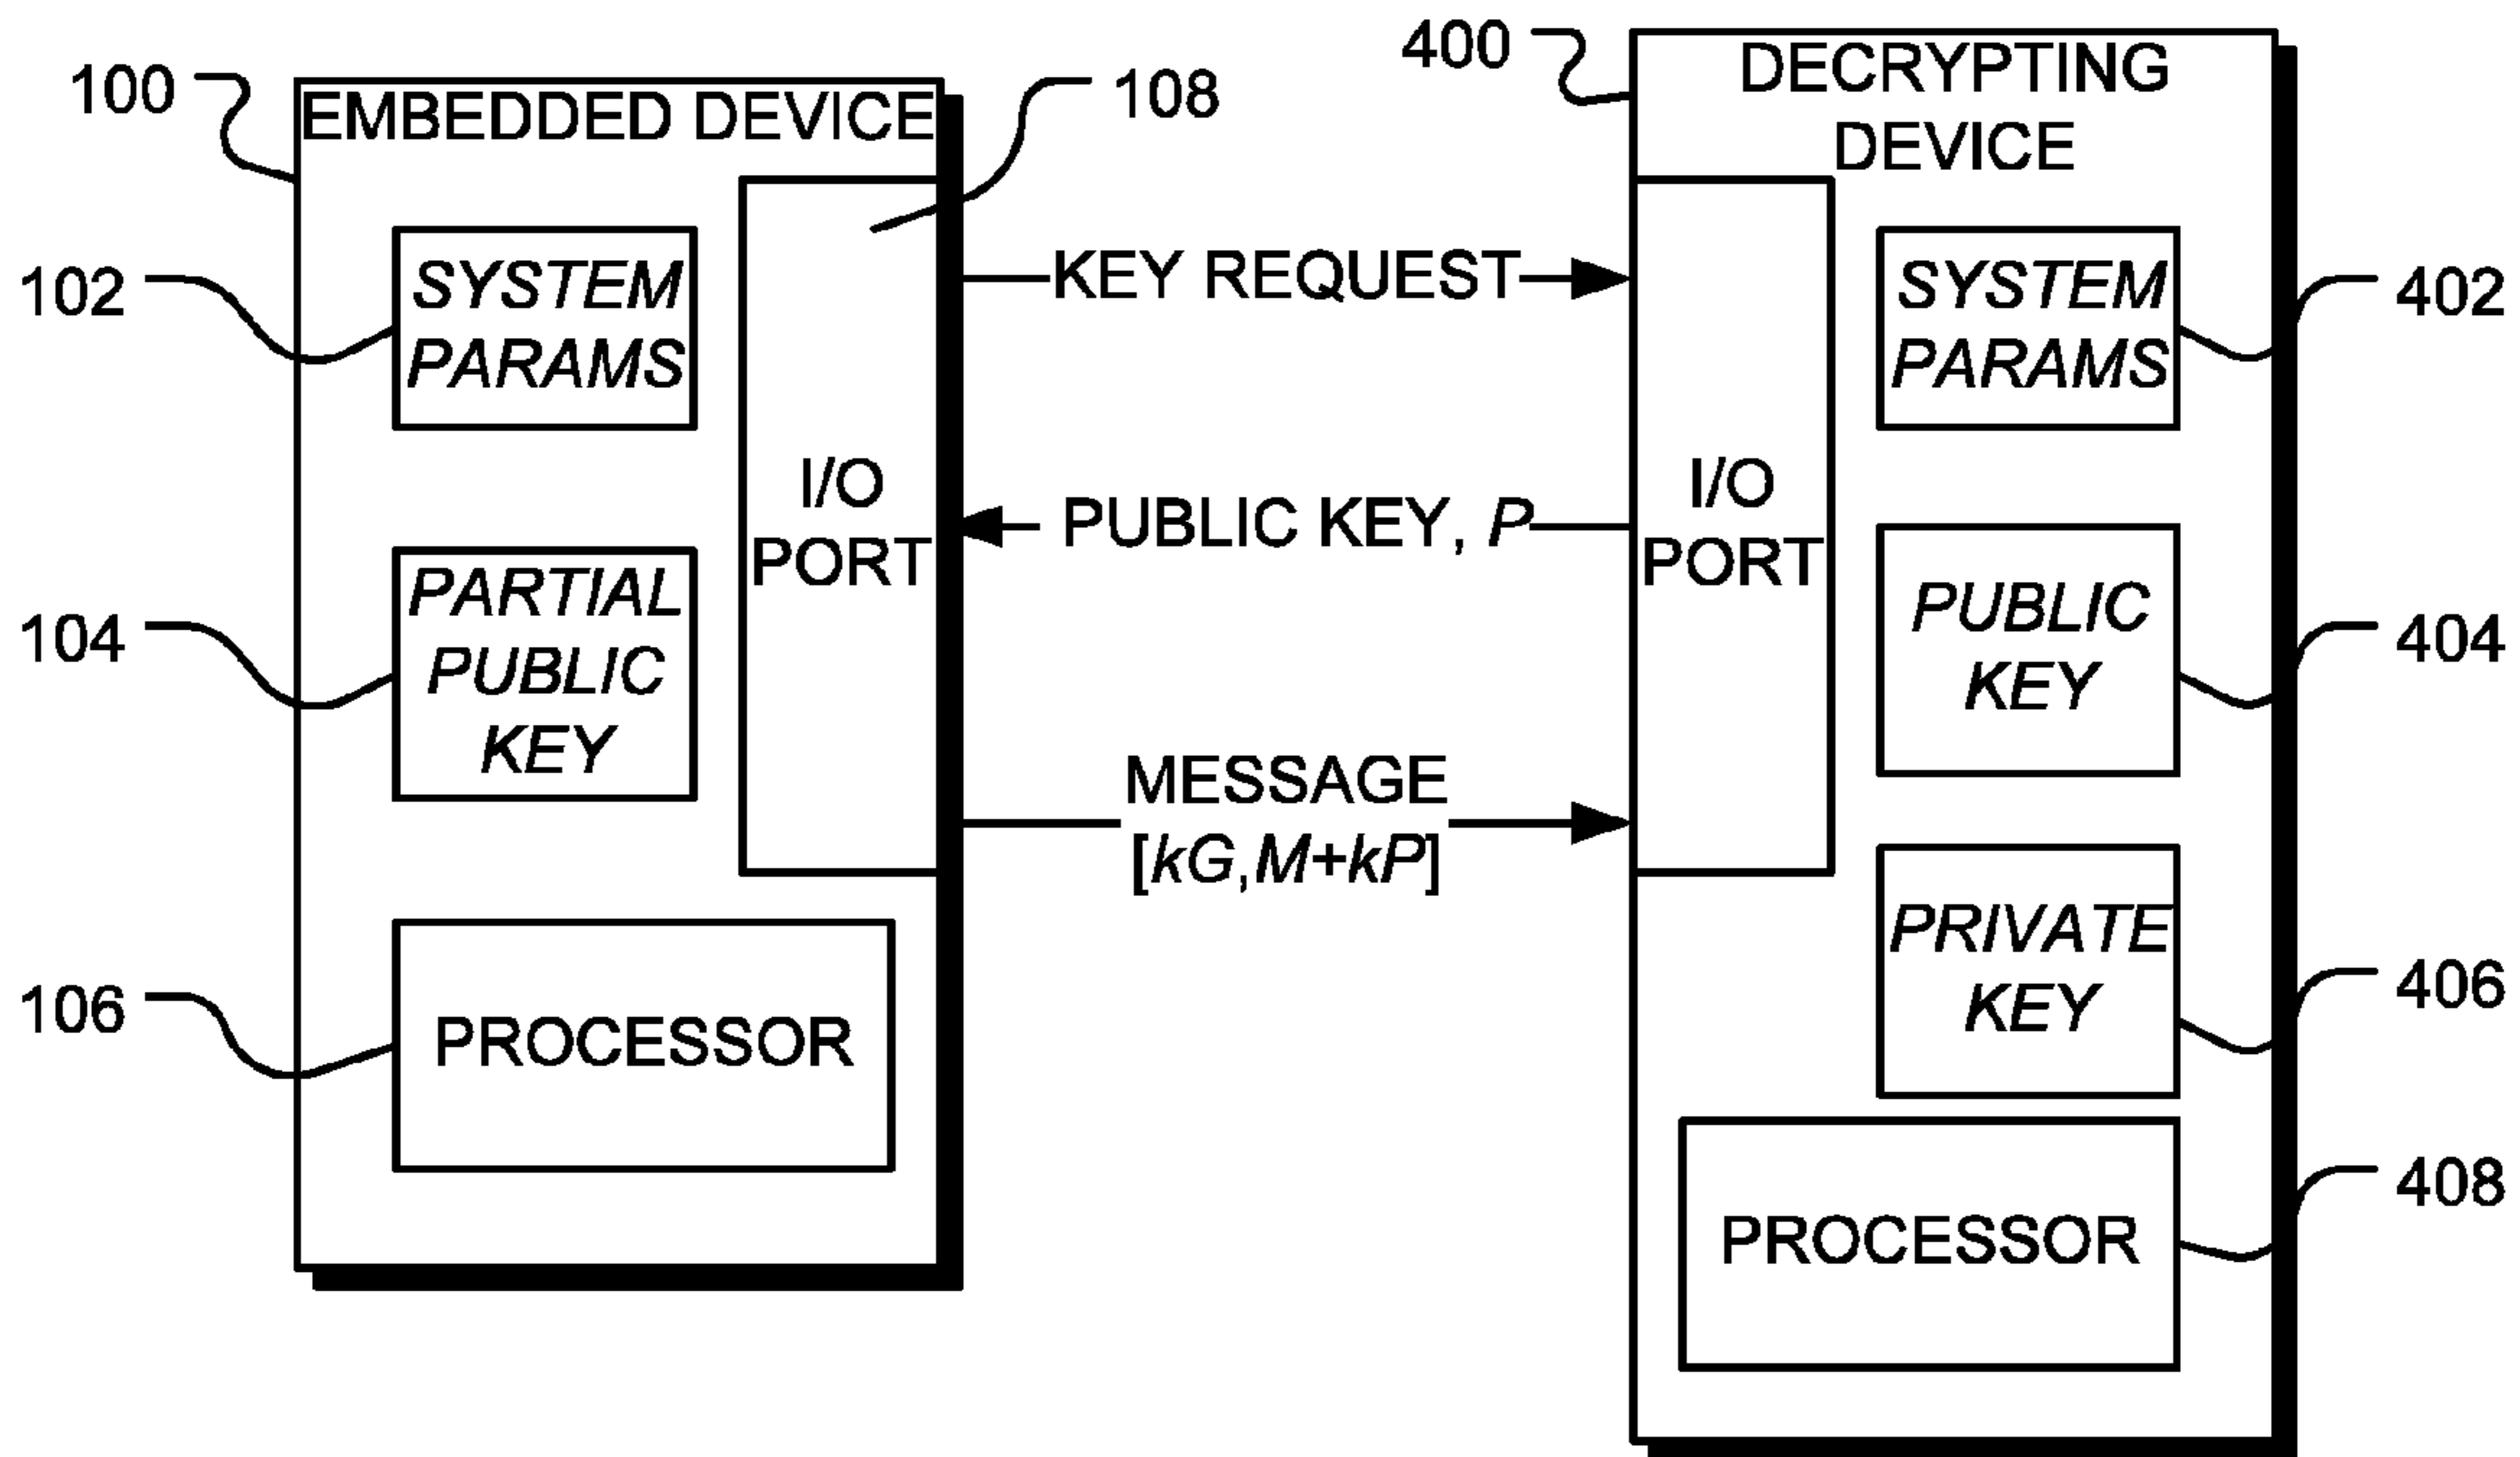 100
EMBEDDED DEVICE
108
102
SYSTEM
PARAMS
I/O
PORT
104
PARTIAL
PUBLIC
KEY
106
PROCESSOR
KEY REQUEST
PUBLIC KEY, P
MESSAGE
[kG,M+kP]
400
DECRYPTING
DEVICE
I/O
PORT
SYSTEM
PARAMS
402
PUBLIC
KEY
404
PRIVATE
KEY
406
PROCESSOR
408